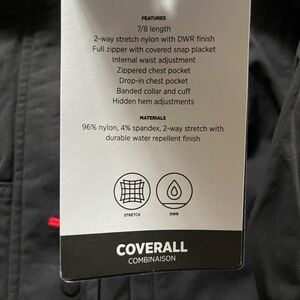 FEATURES
7/8 length
2-way stretch nylon with DWR finish
Full zipper with covered snap placket
Internal waist adjustment
Zippered chest pocket
Drop-in chest pocket
Banded collar and cuff
Hidden hem adjustments
MATERIALS
96% nylon, 4% spandex, 2-way stretch with
durable water repellent finish
STRETCH
DWR
COVERALL
COMBINAISON